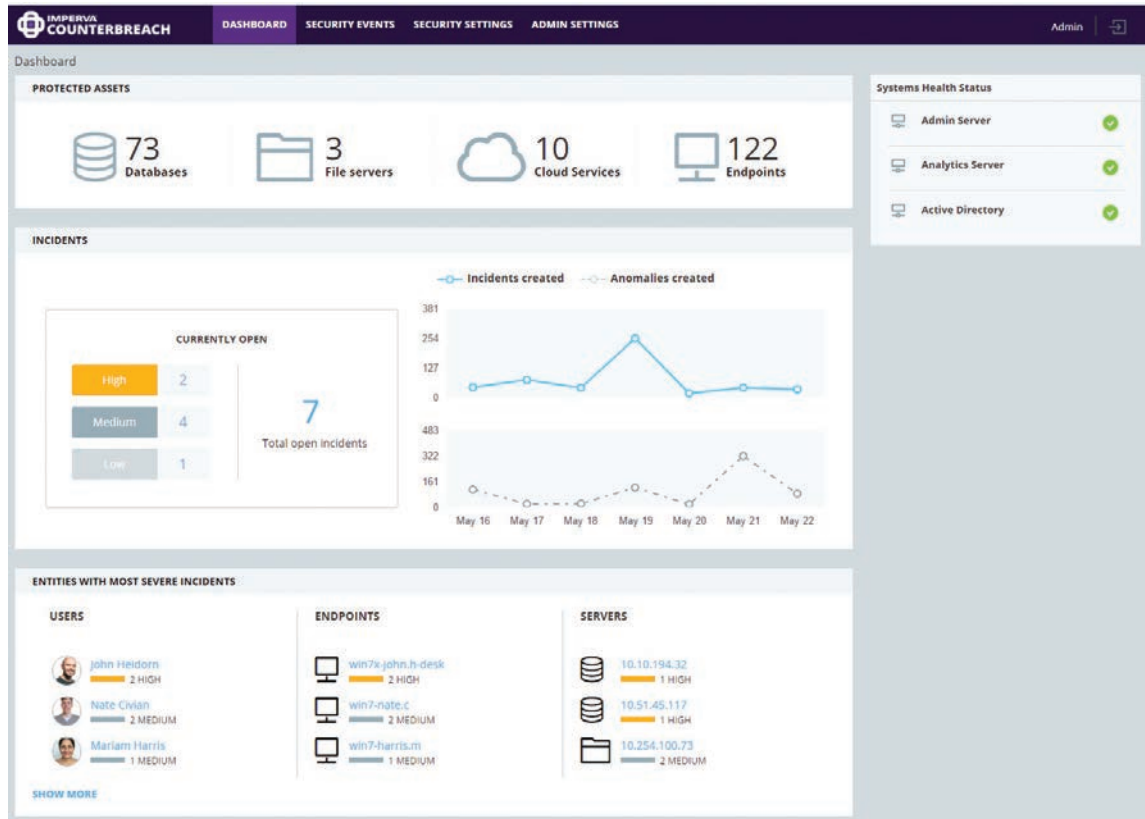 IMPERVA
COUNTERBREACH
DASHBOARD SECURITY EVENTS SECURITY SETTINGS ADMIN SETTINGS Admin
Dashboard
PROTECTED ASSETS
73
Databases
3
File servers
10
Cloud Services
122
Endpoints
Systems Health Status
Admin Server
Analytics Server
Active Directory
INCIDENTS
CURRENTLY OPEN
High 2
Medium 4
Low 1
7
Total open incidents
Incidents created Anomalies created
381
254
127
0
483
322
161
0
May 16 May 17 May 18 May 19 May 20 May 21 May 22
ENTITIES WITH MOST SEVERE INCIDENTS
USERS
John Heidorn
2 HIGH
Nate Civian
2 MEDIUM
Mariam Harris
1 MEDIUM
SHOW MORE
ENDPOINTS
win7x-john.h-desk
2 HIGH
win7-nate.c
2 MEDIUM
win7-harris.m
1 MEDIUM
SERVERS
10.10.194.32
1 HIGH
10.51.45.117
1 HIGH
10.254.100.73
2 MEDIUM